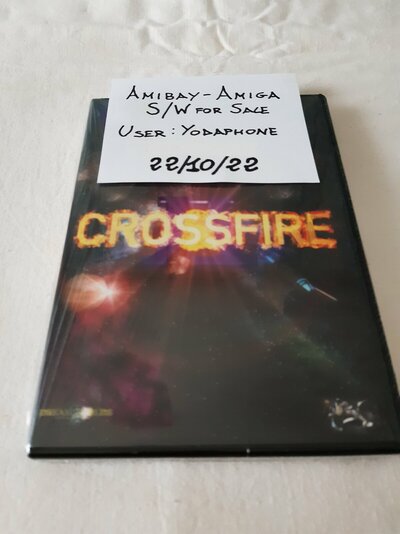 AMIBAY-AMIGA
S/W FOR SALE
USER: YODAPHONE
22/10/22
CROSSFIRE